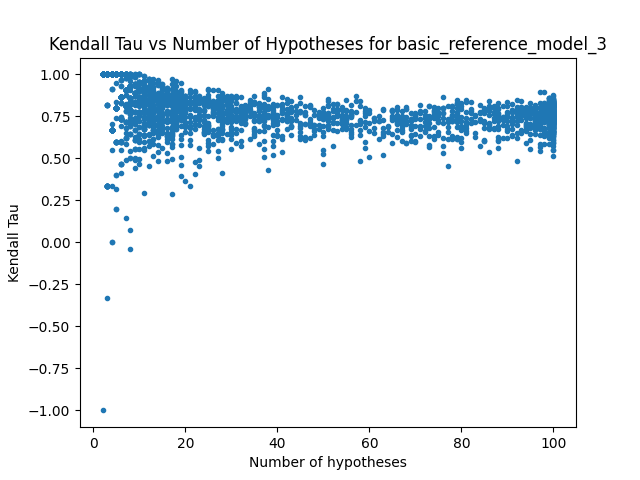 Kendall Tau vs Number of Hypotheses for basic_reference_model_3
1.00
0.75
0.50
0.25
0.00
−0.25
−0.50
−0.75
−1.00
Kendall Tau
0 20 40 60 80 100
Number of hypotheses